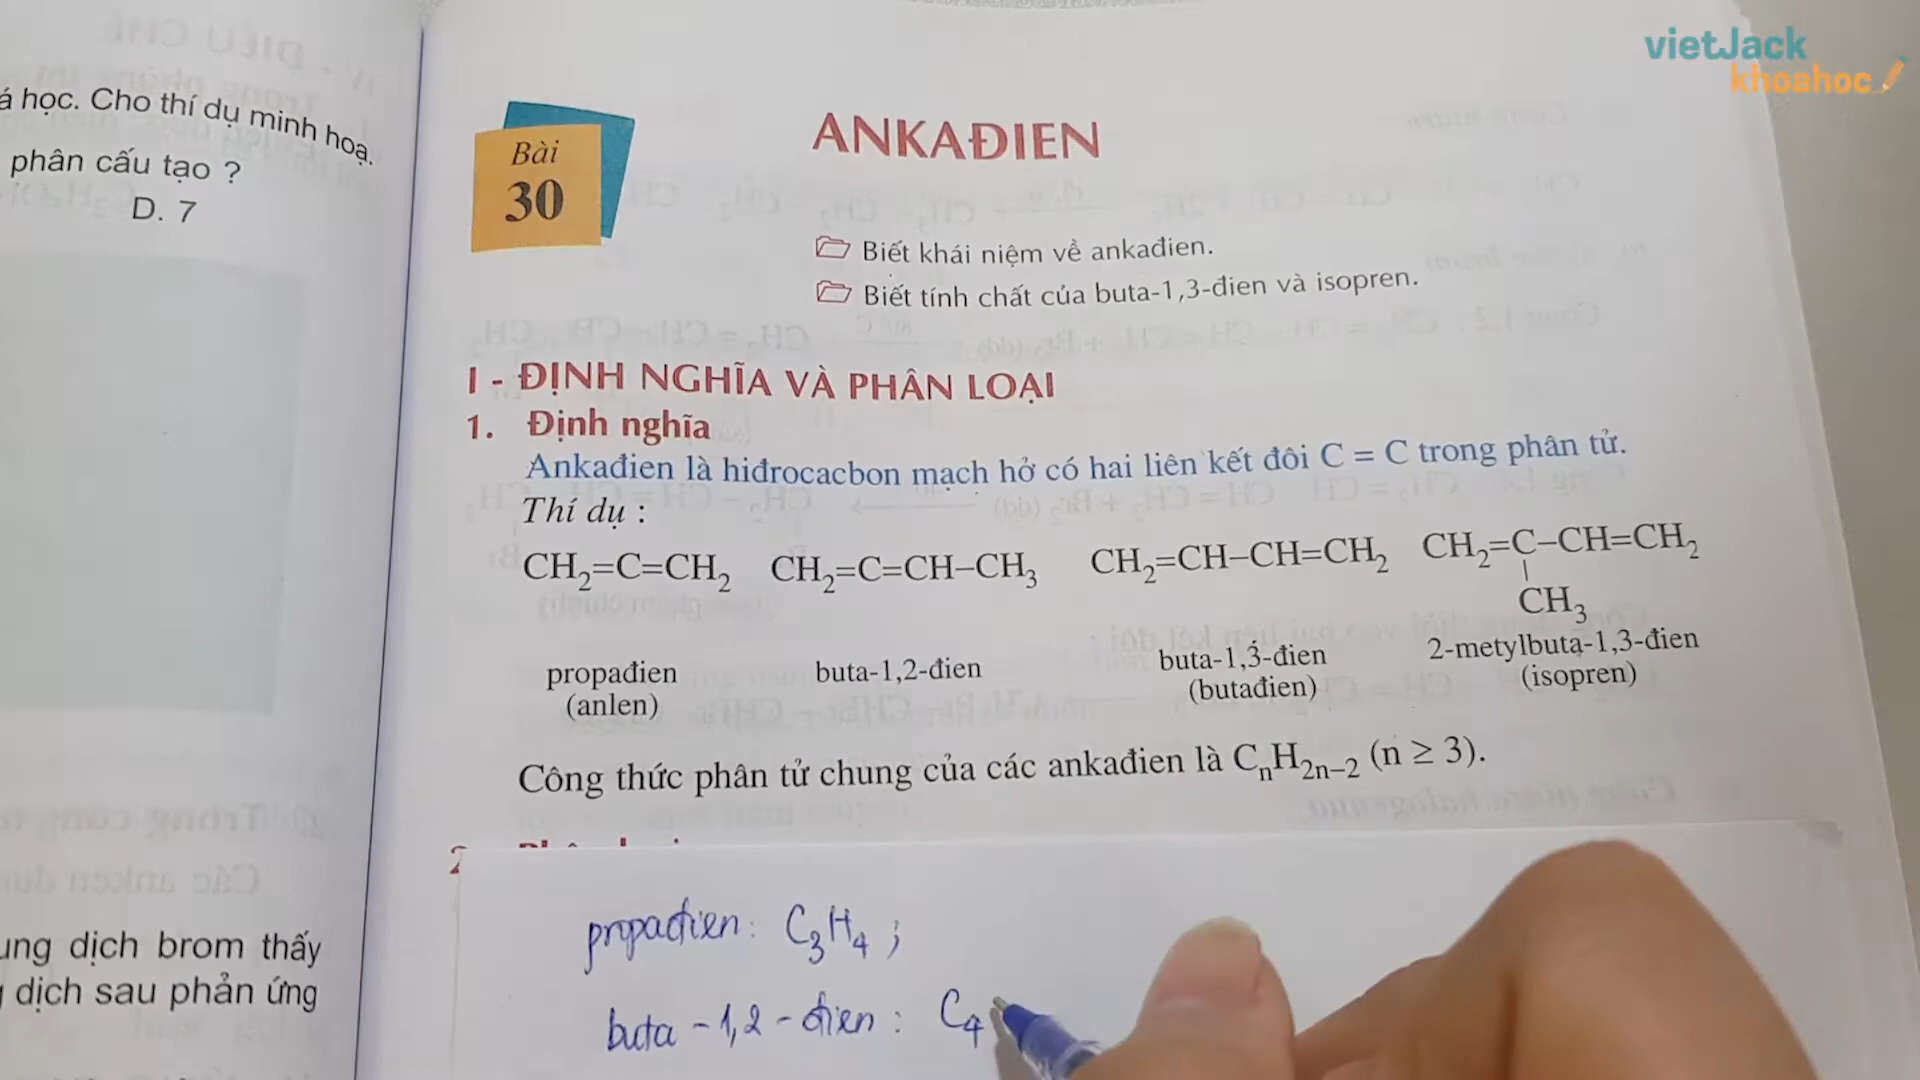 vietJack
khoahoc
á học. Cho thí dụ minh hoạ.
phân cấu tạo ?
D. 7
ung dịch brom thấy
dịch sau phản ứng
Bài
30
ANKAĐIEN
Biết khái niệm về ankađien.
Biết tính chất của buta-1,3-đien và isopren.
I - ĐỊNH NGHĨA VÀ PHÂN LOẠI
1. Định nghĩa
Ankađien là hiđrocacbon mạch hở có hai liên kết đôi C = C trong phân tử.
Thí dụ :
CH₂=C=CH₂ CH₂=C=CH–CH₃ CH₂=CH–CH=CH₂ CH₂=C–CH=CH₂
CH₃
propađien buta-1,2-đien buta-1,3-đien 2-metylbuta-1,3-đien
(anlen) (butađien) (isopren)
Công thức phân tử chung của các ankađien là CₙH₂ₙ₋₂ (n ≥ 3).
propađien : C₃H₄ ;
buta - 1,2 - đien : C₄